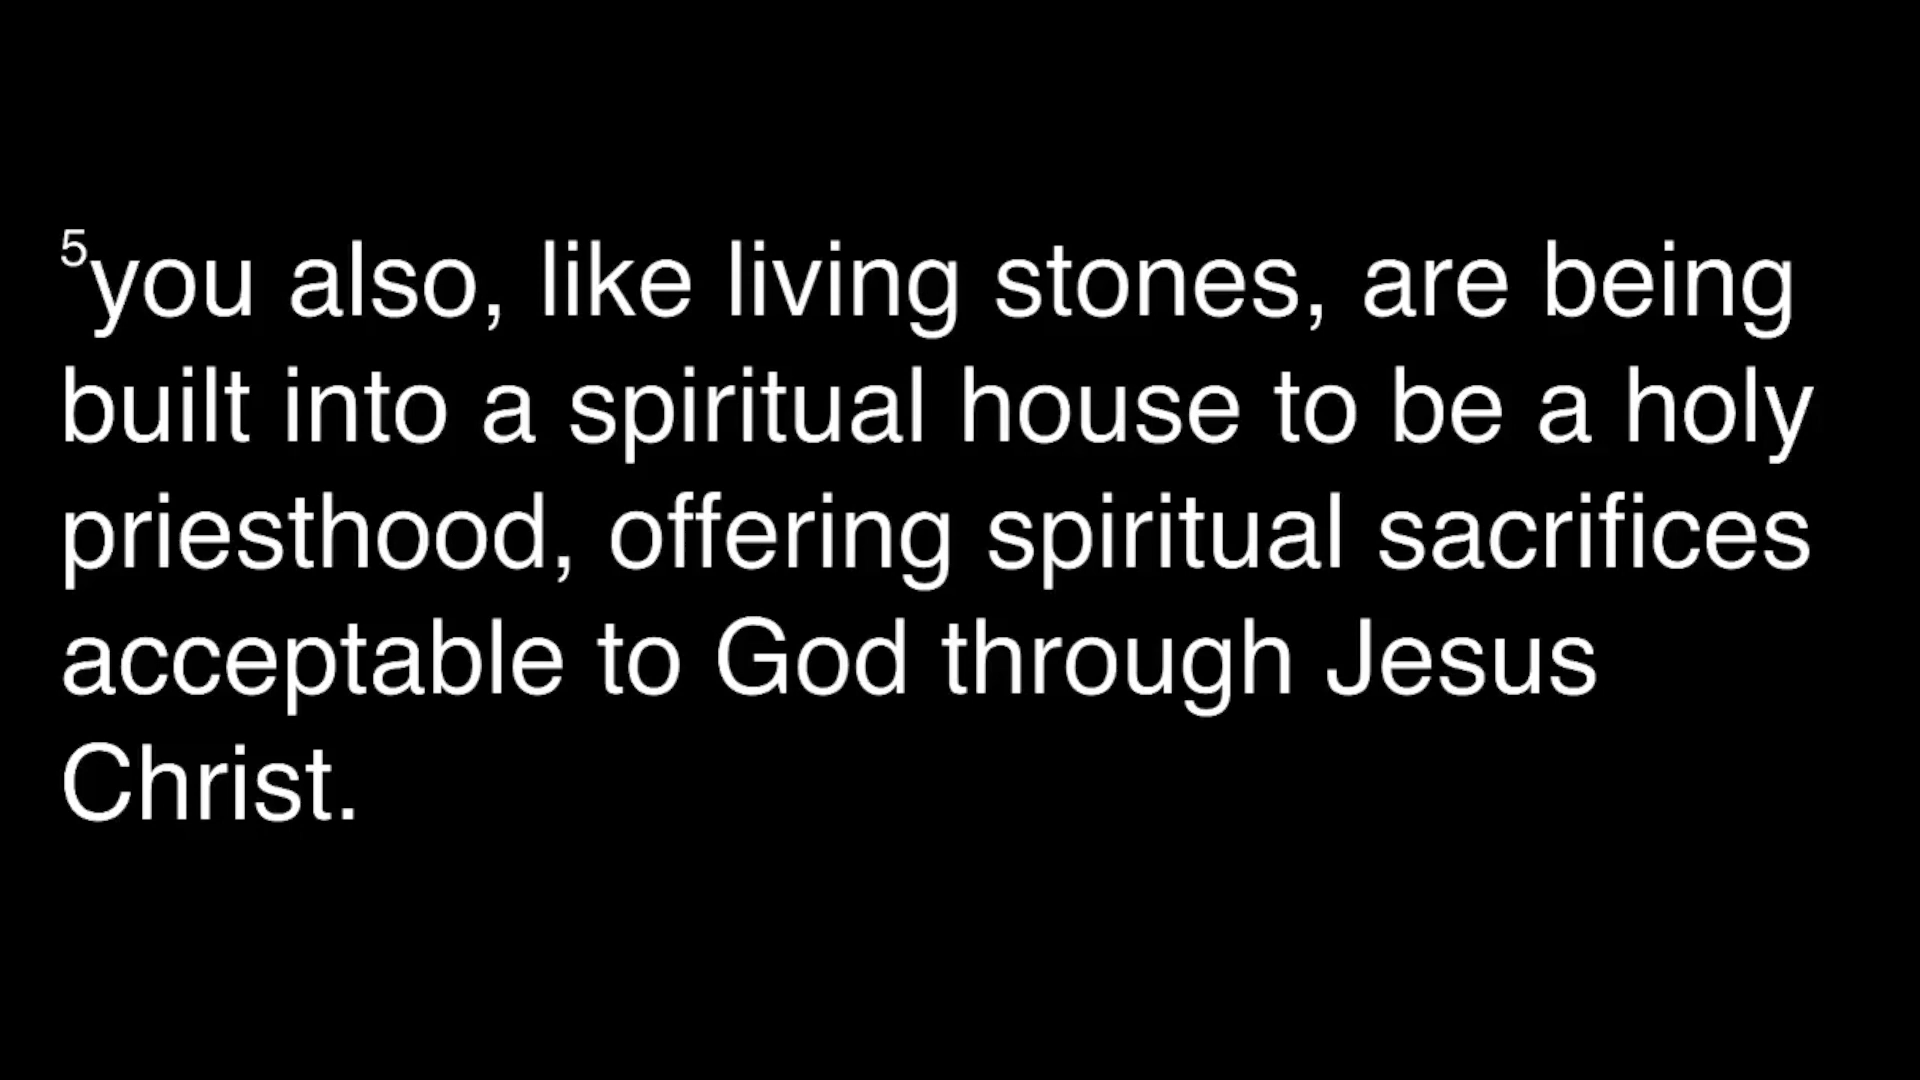 5you also, like living stones, are being
built into a spiritual house to be a holy
priesthood, offering spiritual sacrifices
acceptable to God through Jesus
Christ.